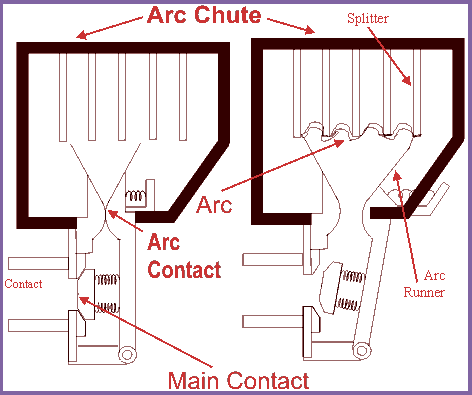 Arc Chute
Splitter
Arc
Arc
Contact
Arc
Runner
Contact
Main Contact